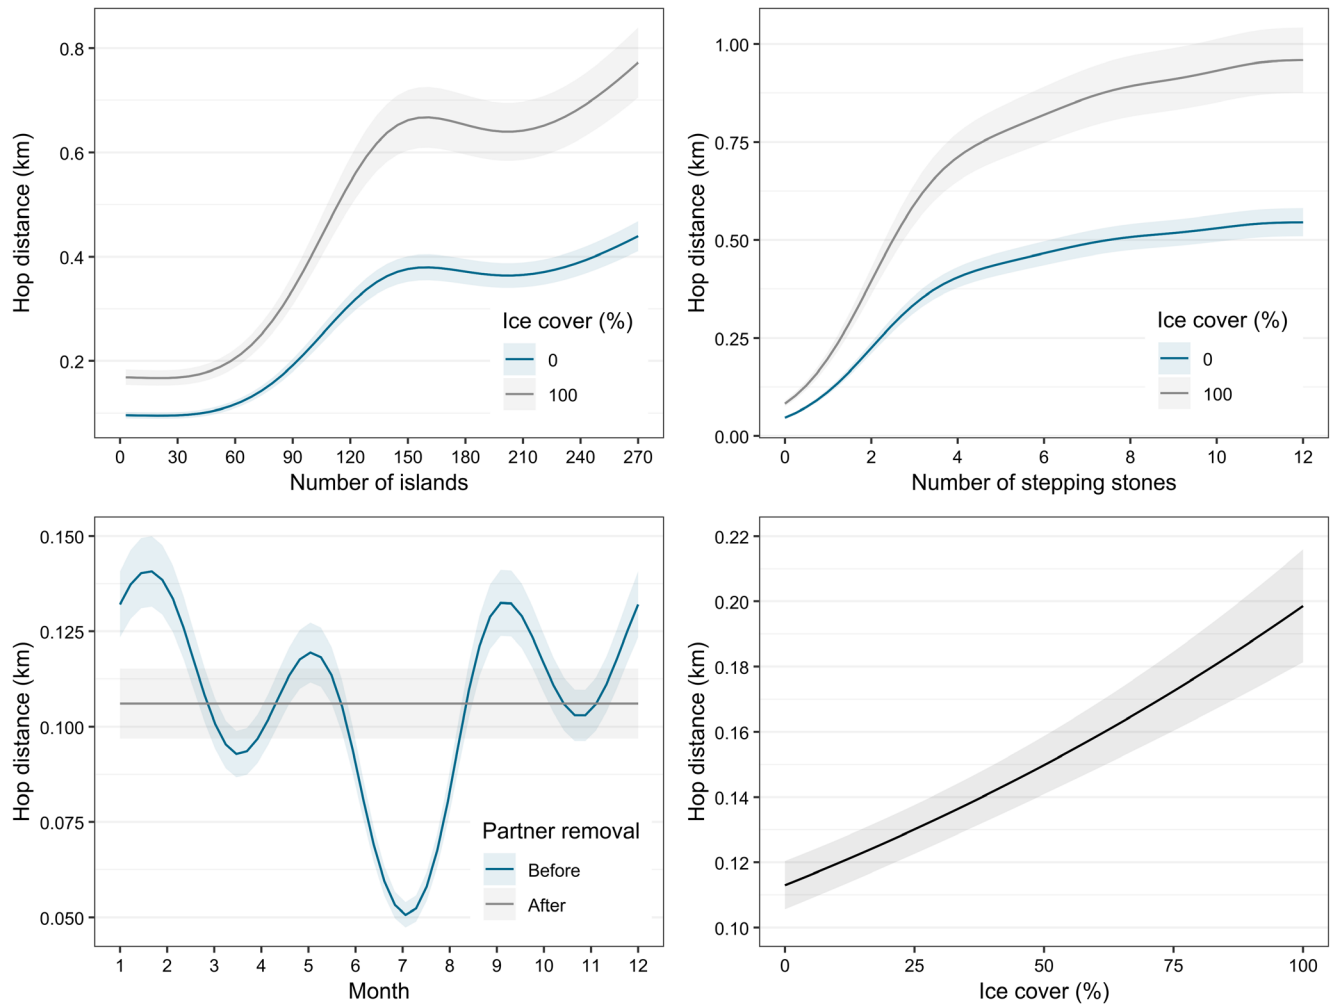 Hop distance (km)
0.8
0.6
0.4
0.2
Ice cover (%)
0
100
0 30 60 90 120 150 180 210 240 270
Number of islands
Hop distance (km)
1.00
0.75
0.50
0.25
0.00
Ice cover (%)
0
100
0 2 4 6 8 10 12
Number of stepping stones
Hop distance (km)
0.150
0.125
0.100
0.075
0.050
Partner removal
Before
After
1 2 3 4 5 6 7 8 9 10 11 12
Month
Hop distance (km)
0.22
0.20
0.18
0.16
0.14
0.12
0.10
0 25 50 75 100
Ice cover (%)